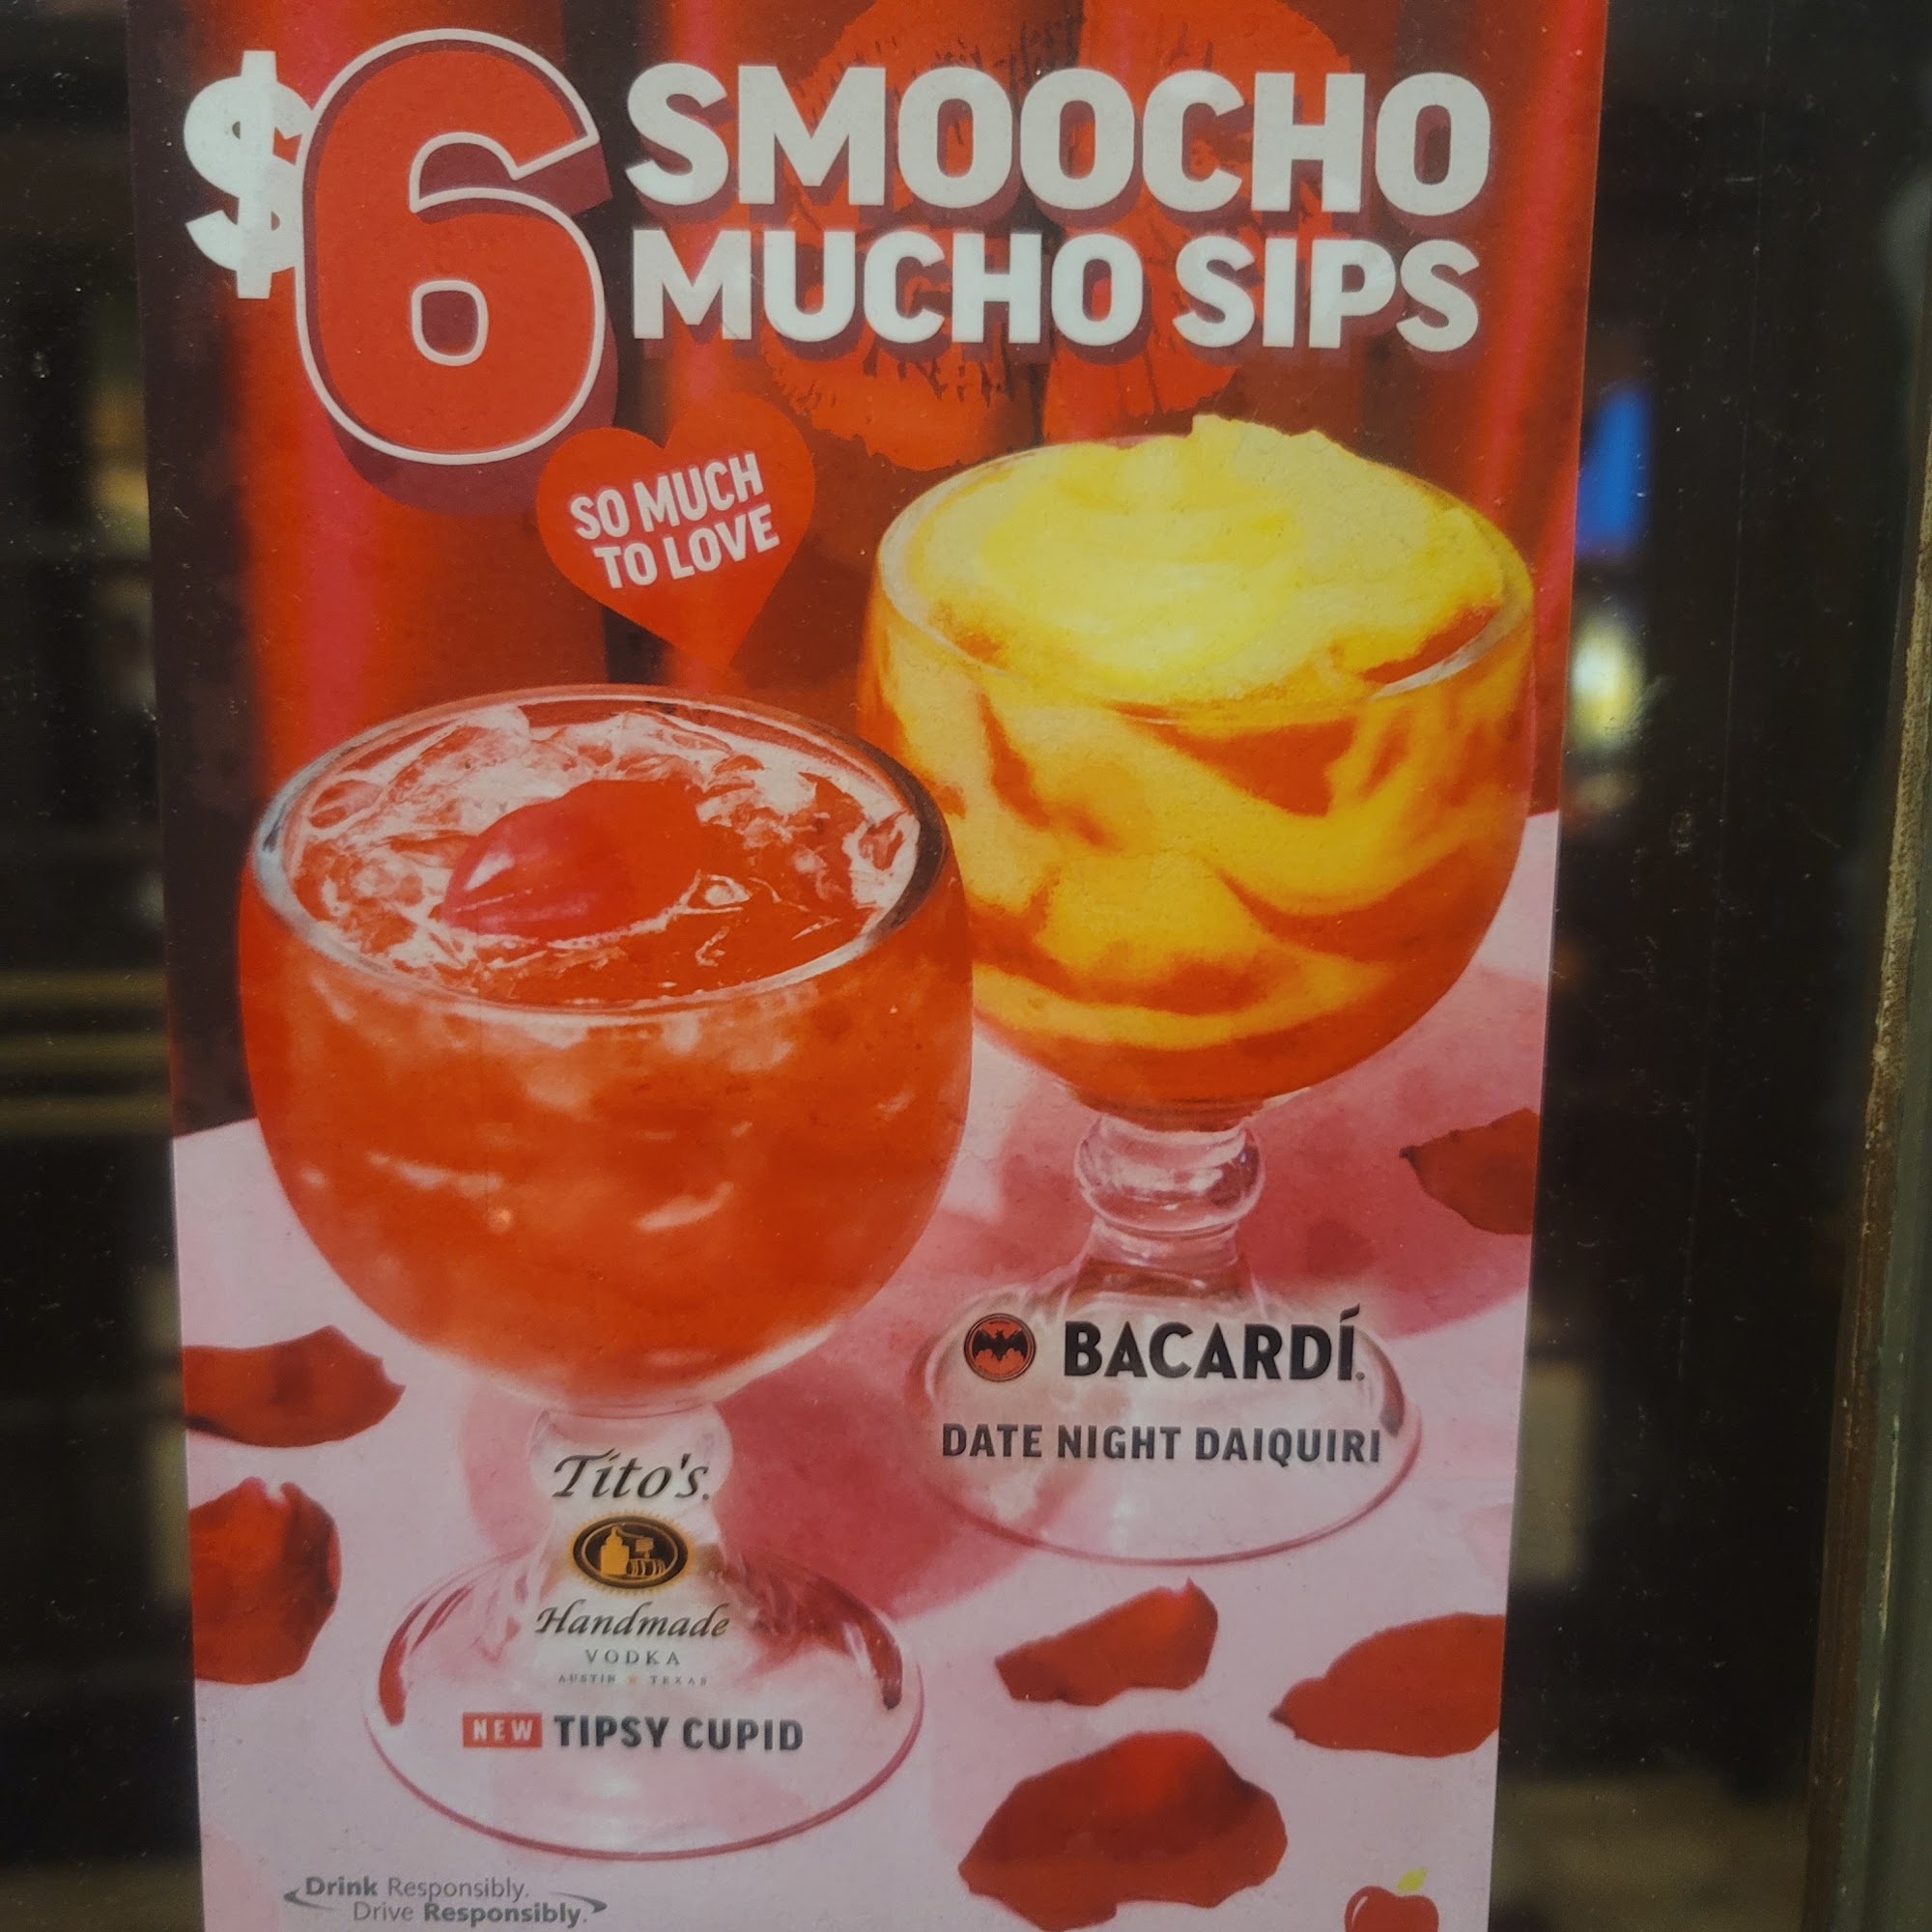 $6 SMOOCHO
MUCHO SIPS
SO MUCH
TO LOVE
BACARDÍ.
DATE NIGHT DAIQUIRI
Tito's.
Handmade
VODKA
AUSTIN ★ TEXAS
NEW TIPSY CUPID
Drink Responsibly.
Drive Responsibly.